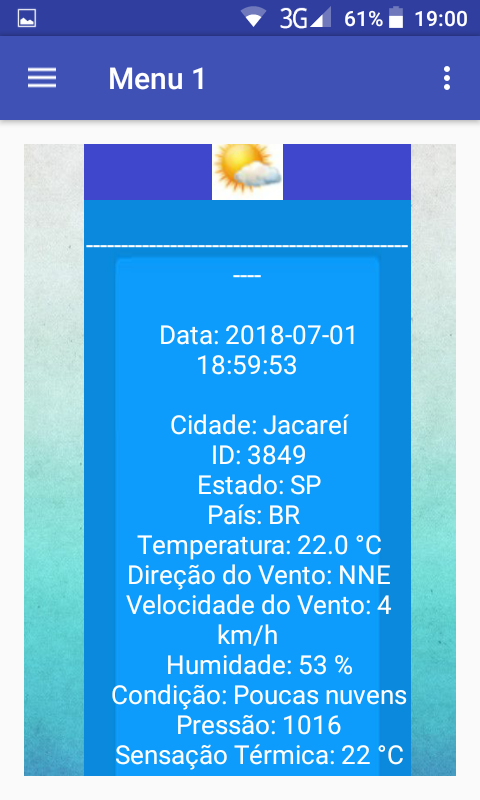 3G 61% 19:00
Menu 1
----------------------------------------------
----
Data: 2018-07-01
18:59:53
Cidade: Jacareí
ID: 3849
Estado: SP
País: BR
Temperatura: 22.0 °C
Direção do Vento: NNE
Velocidade do Vento: 4
km/h
Humidade: 53 %
Condição: Poucas nuvens
Pressão: 1016
Sensação Térmica: 22 °C